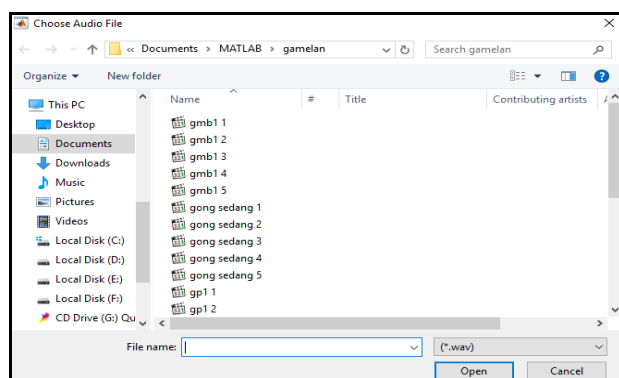 Choose Audio File
« Documents > MATLAB > gamelan
Search gamelan
Organize
New folder
This PC
Desktop
Documents
Downloads
Music
Pictures
Videos
Local Disk (C:)
Local Disk (D:)
Local Disk (E:)
Local Disk (F:)
CD Drive (G:) Qu
Name # Title Contributing artists
gmb1 1
gmb1 2
gmb1 3
gmb1 4
gmb1 5
gong sedang 1
gong sedang 2
gong sedang 3
gong sedang 4
gong sedang 5
gp1 1
gp1 2
File name:
(*.wav)
Open Cancel